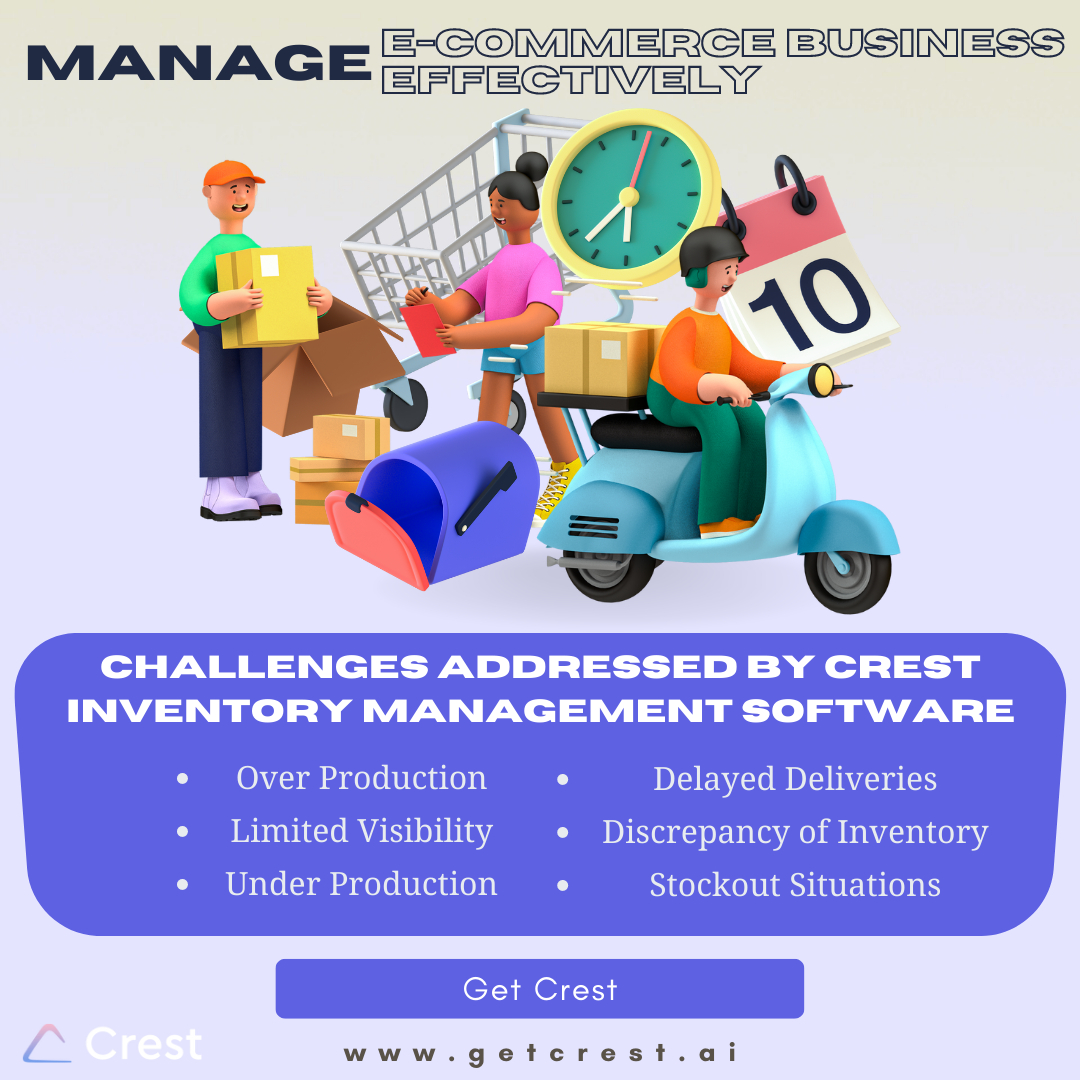 MANAGE
E-COMMERCE BUSINESS
EFFECTIVELY
10
CHALLENGES ADDRESSED BY CREST
INVENTORY MANAGEMENT SOFTWARE
• Over Production
• Limited Visibility
• Under Production
• Delayed Deliveries
• Discrepancy of Inventory
• Stockout Situations
Get Crest
Crest
www.getcrest.ai